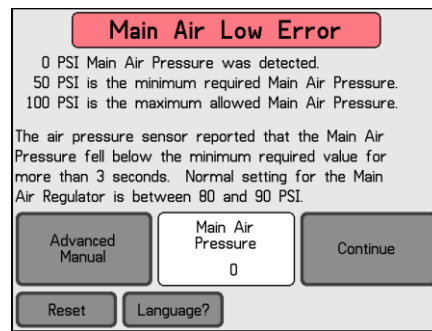 Main Air Low Error
0 PSI Main Air Pressure was detected.
50 PSI is the minimum required Main Air Pressure.
100 PSI is the maximum allowed Main Air Pressure.
The air pressure sensor reported that the Main Air
Pressure fell below the minimum required value for
more than 3 seconds. Normal setting for the Main
Air Regulator is between 80 and 90 PSI.
Advanced
Manual
Main Air
Pressure
0
Continue
Reset
Language?